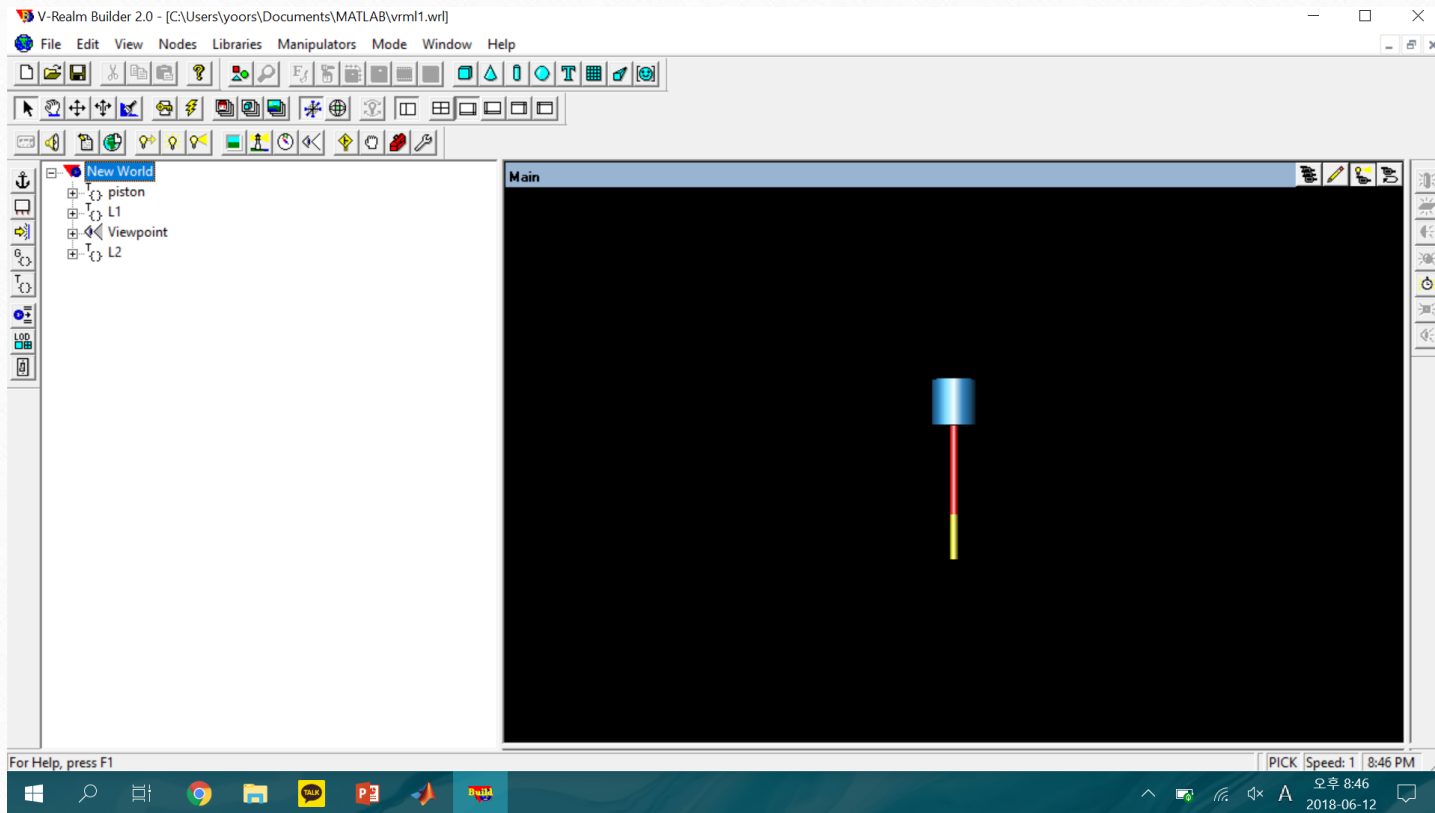 V-Realm Builder 2.0 - [C:\Users\yoors\Documents\MATLAB\vrml1.wrl]
File Edit View Nodes Libraries Manipulators Mode Window Help
New World
piston
L1
Viewpoint
L2
Main
LOD
For Help, press F1
PICK Speed: 1 8:46 PM
TALK
Build
A
오후 8:46
2018-06-12